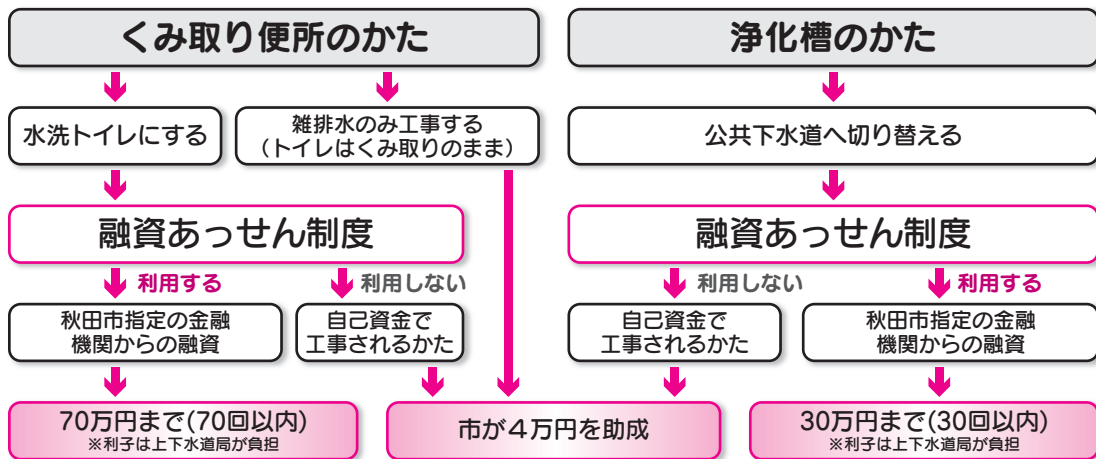 くみ取り便所のかた
浄化槽のかた
水洗トイレにする
雑排水のみ工事する
（トイレはくみ取りのまま）
公共下水道へ切り替える
融資あっせん制度
融資あっせん制度
利用する
利用しない
利用しない
利用する
秋田市指定の金融
機関からの融資
自己資金で
工事されるかた
自己資金で
工事されるかた
秋田市指定の金融
機関からの融資
70万円まで(70回以内)
※利子は上下水道局が負担
市が4万円を助成
30万円まで(30回以内)
※利子は上下水道局が負担